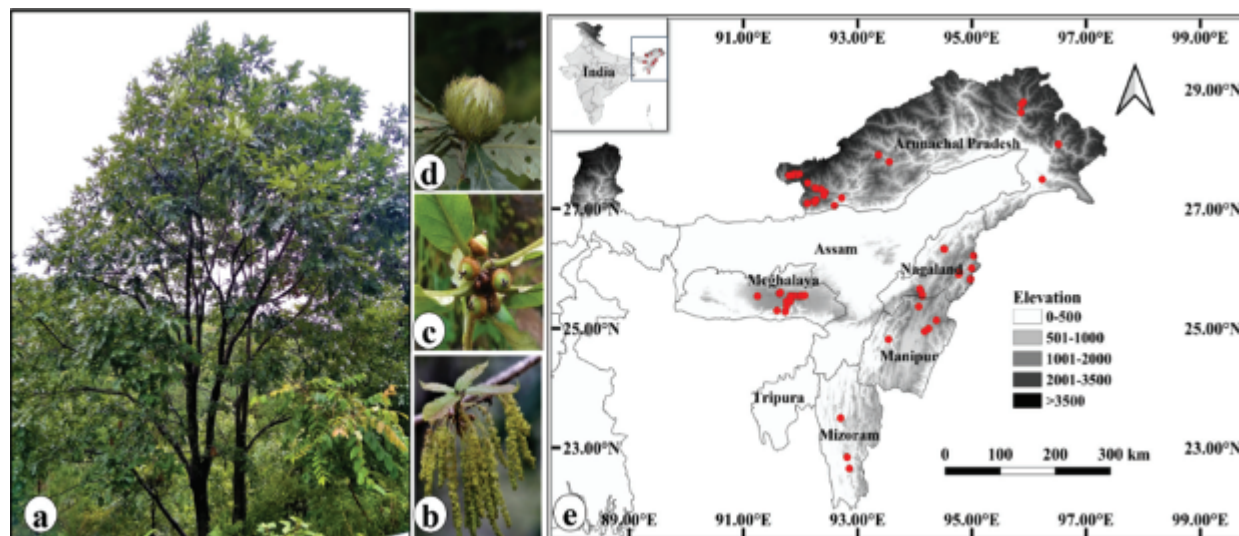 a
d
c
b
e
91.00°E 93.00°E 95.00°E 97.00°E 99.00°E
India
29.00°N
Arunachal Pradesh
27.00°N 27.00°N
Assam
Nagaland
Meghalaya
Elevation
0-500
501-1000
1001-2000
2001-3500
>3500
25.00°N 25.00°N
Manipur
Tripura
Mizoram
23.00°N 23.00°N
0 100 200 300 km
89.00°E 91.00°E 93.00°E 95.00°E 97.00°E 99.00°E